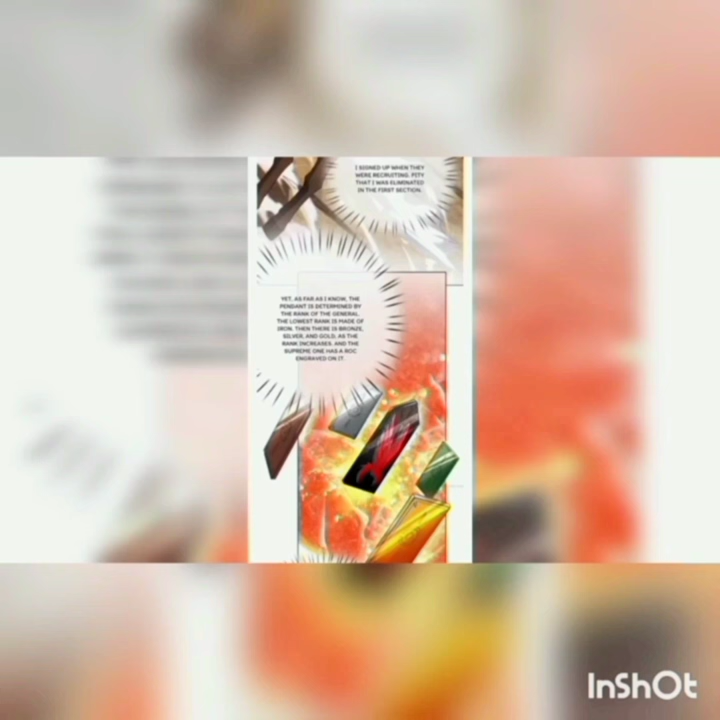 I SIGNED UP WHEN THEY
WERE RECRUITING. PITY
THAT I WAS ELIMINATED
IN THE FIRST SECTION.
YET, AS FAR AS I KNOW, THE
PENDANT IS DETERMINED BY
THE RANK OF THE GENERAL.
THE LOWEST RANK IS MADE OF
IRON. THEN THERE IS BRONZE,
SILVER, AND GOLD, AS THE
RANK INCREASES. AND THE
SUPREME ONE HAS A ROC
ENGRAVED ON IT.
InShOt